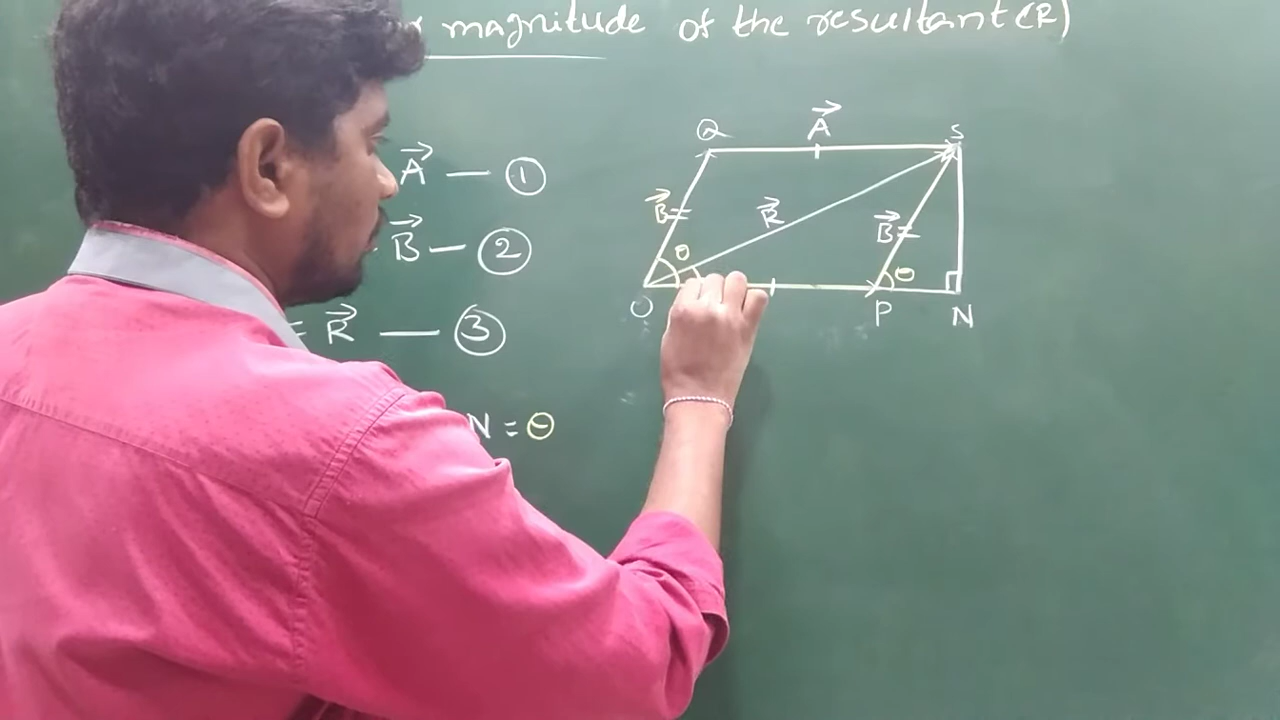 magnitude of the resultant (R)
A⃗ — ①
B⃗ — ②
= R⃗ — ③
N = θ
Q A⃗ S
B⃗ R⃗ B⃗
θ θ
O P N